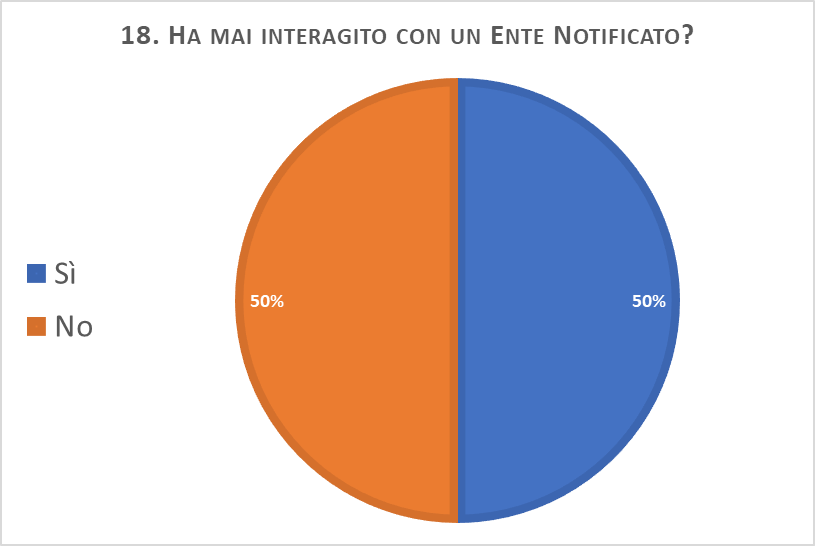 18. Ha mai interagito con un Ente Notificato?
Sì
No
50%
50%